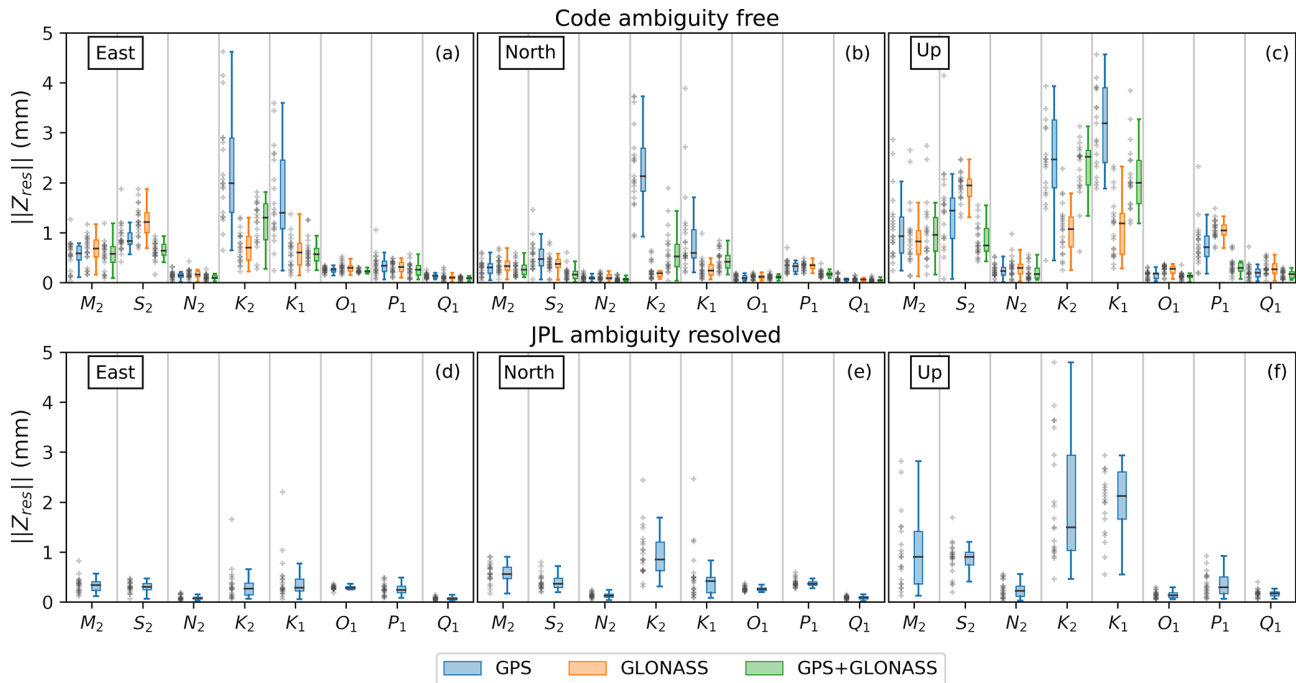 Code ambiguity free
||Z_res|| (mm)
5
4
3
2
1
0
East
(a)
North
(b)
Up
(c)
M₂ S₂ N₂ K₂ K₁ O₁ P₁ Q₁
M₂ S₂ N₂ K₂ K₁ O₁ P₁ Q₁
M₂ S₂ N₂ K₂ K₁ O₁ P₁ Q₁
JPL ambiguity resolved
||Z_res|| (mm)
5
4
3
2
1
0
East
(d)
North
(e)
Up
(f)
M₂ S₂ N₂ K₂ K₁ O₁ P₁ Q₁
M₂ S₂ N₂ K₂ K₁ O₁ P₁ Q₁
M₂ S₂ N₂ K₂ K₁ O₁ P₁ Q₁
GPS GLONASS GPS+GLONASS